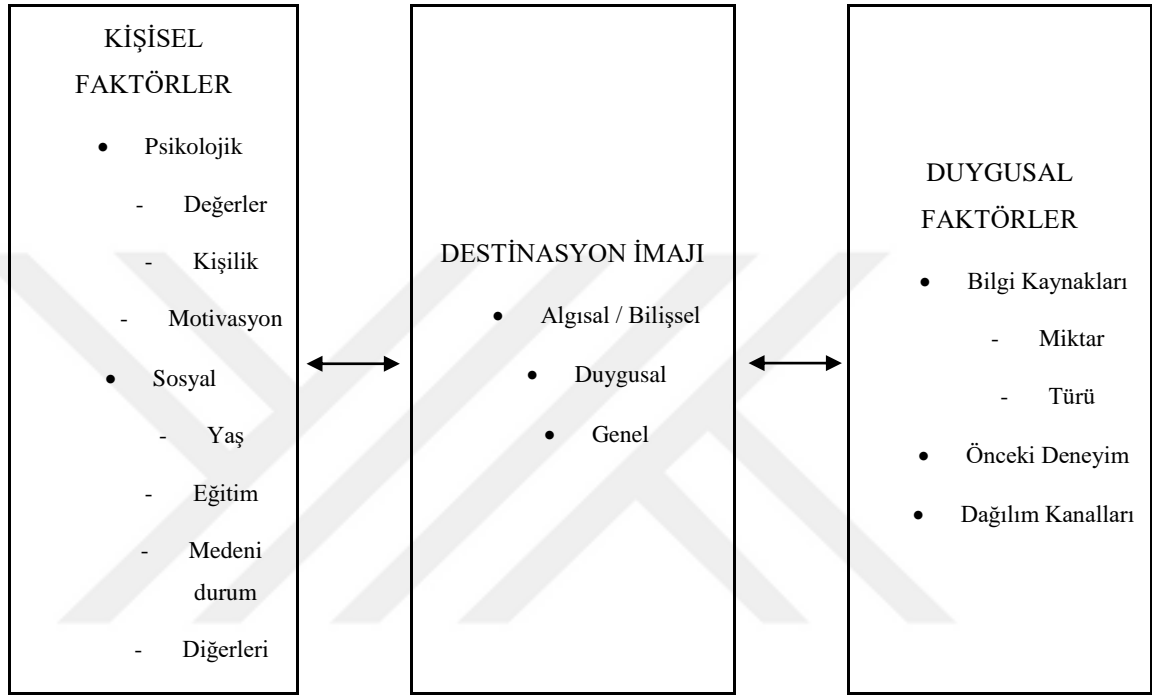 KİŞİSEL
FAKTÖRLER
• Psikolojik
- Değerler
- Kişilik
- Motivasyon
• Sosyal
- Yaş
- Eğitim
- Medeni
durum
- Diğerleri
DESTİNASYON İMAJI
• Algısal / Bilişsel
• Duygusal
• Genel
DUYGUSAL
FAKTÖRLER
• Bilgi Kaynakları
- Miktar
- Türü
• Önceki Deneyim
• Dağılım Kanalları